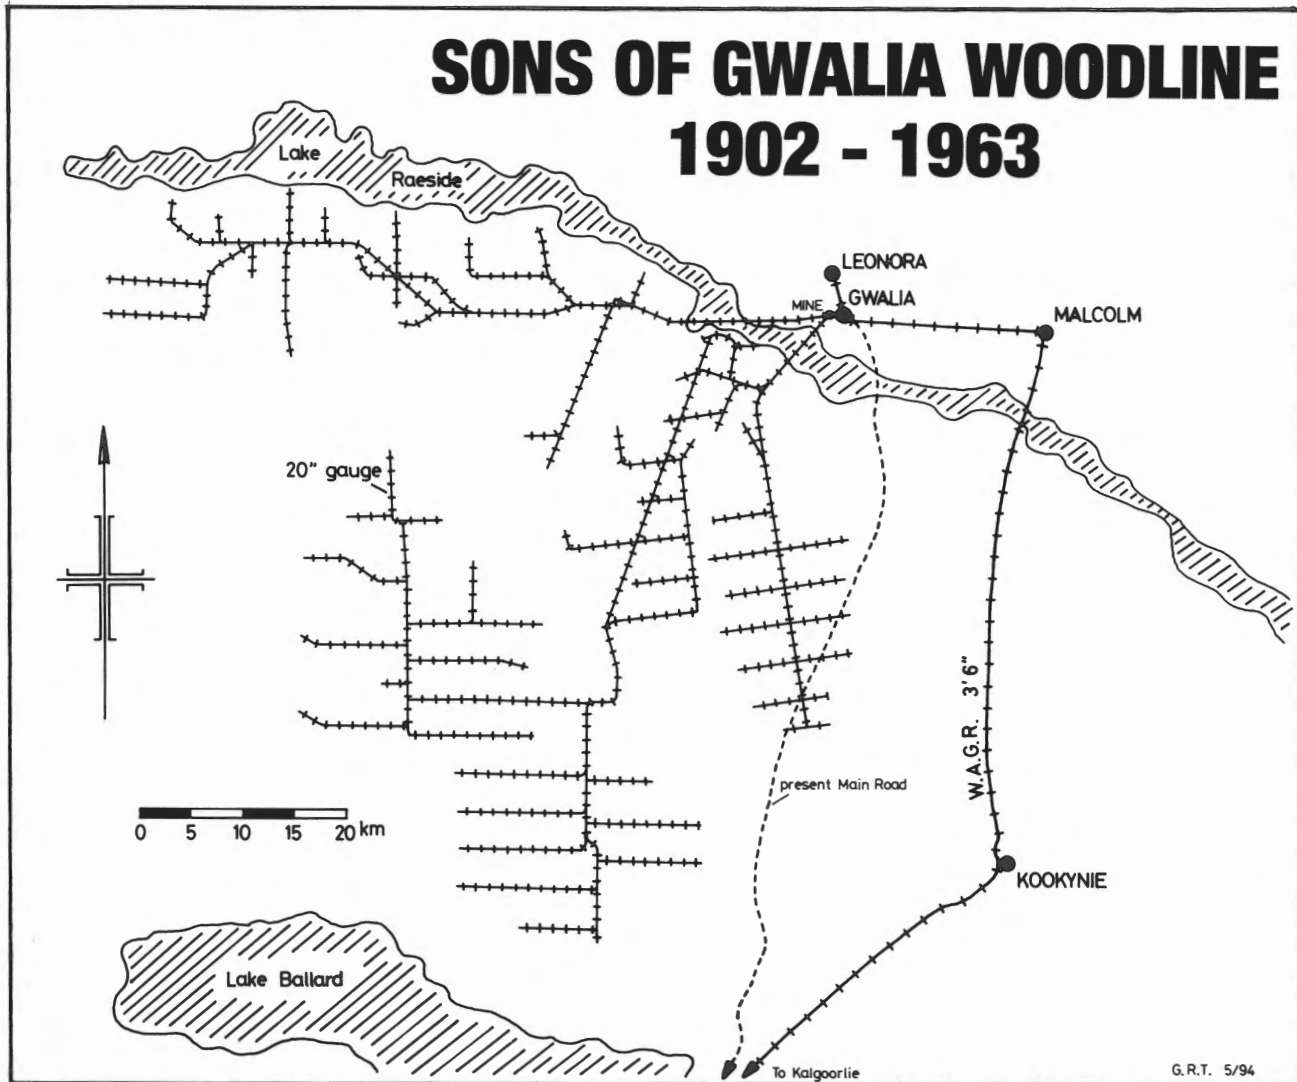 SONS OF GWALIA WOODLINE
1902 - 1963
Lake
Raeside
LEONORA
MINE
GWALIA
MALCOLM
20" gauge
W.A.G.R. 3'6"
present Main Road
0 5 10 15 20 km
KOOKYNIE
Lake Ballard
To Kalgoorlie
G.R.T. 5/94